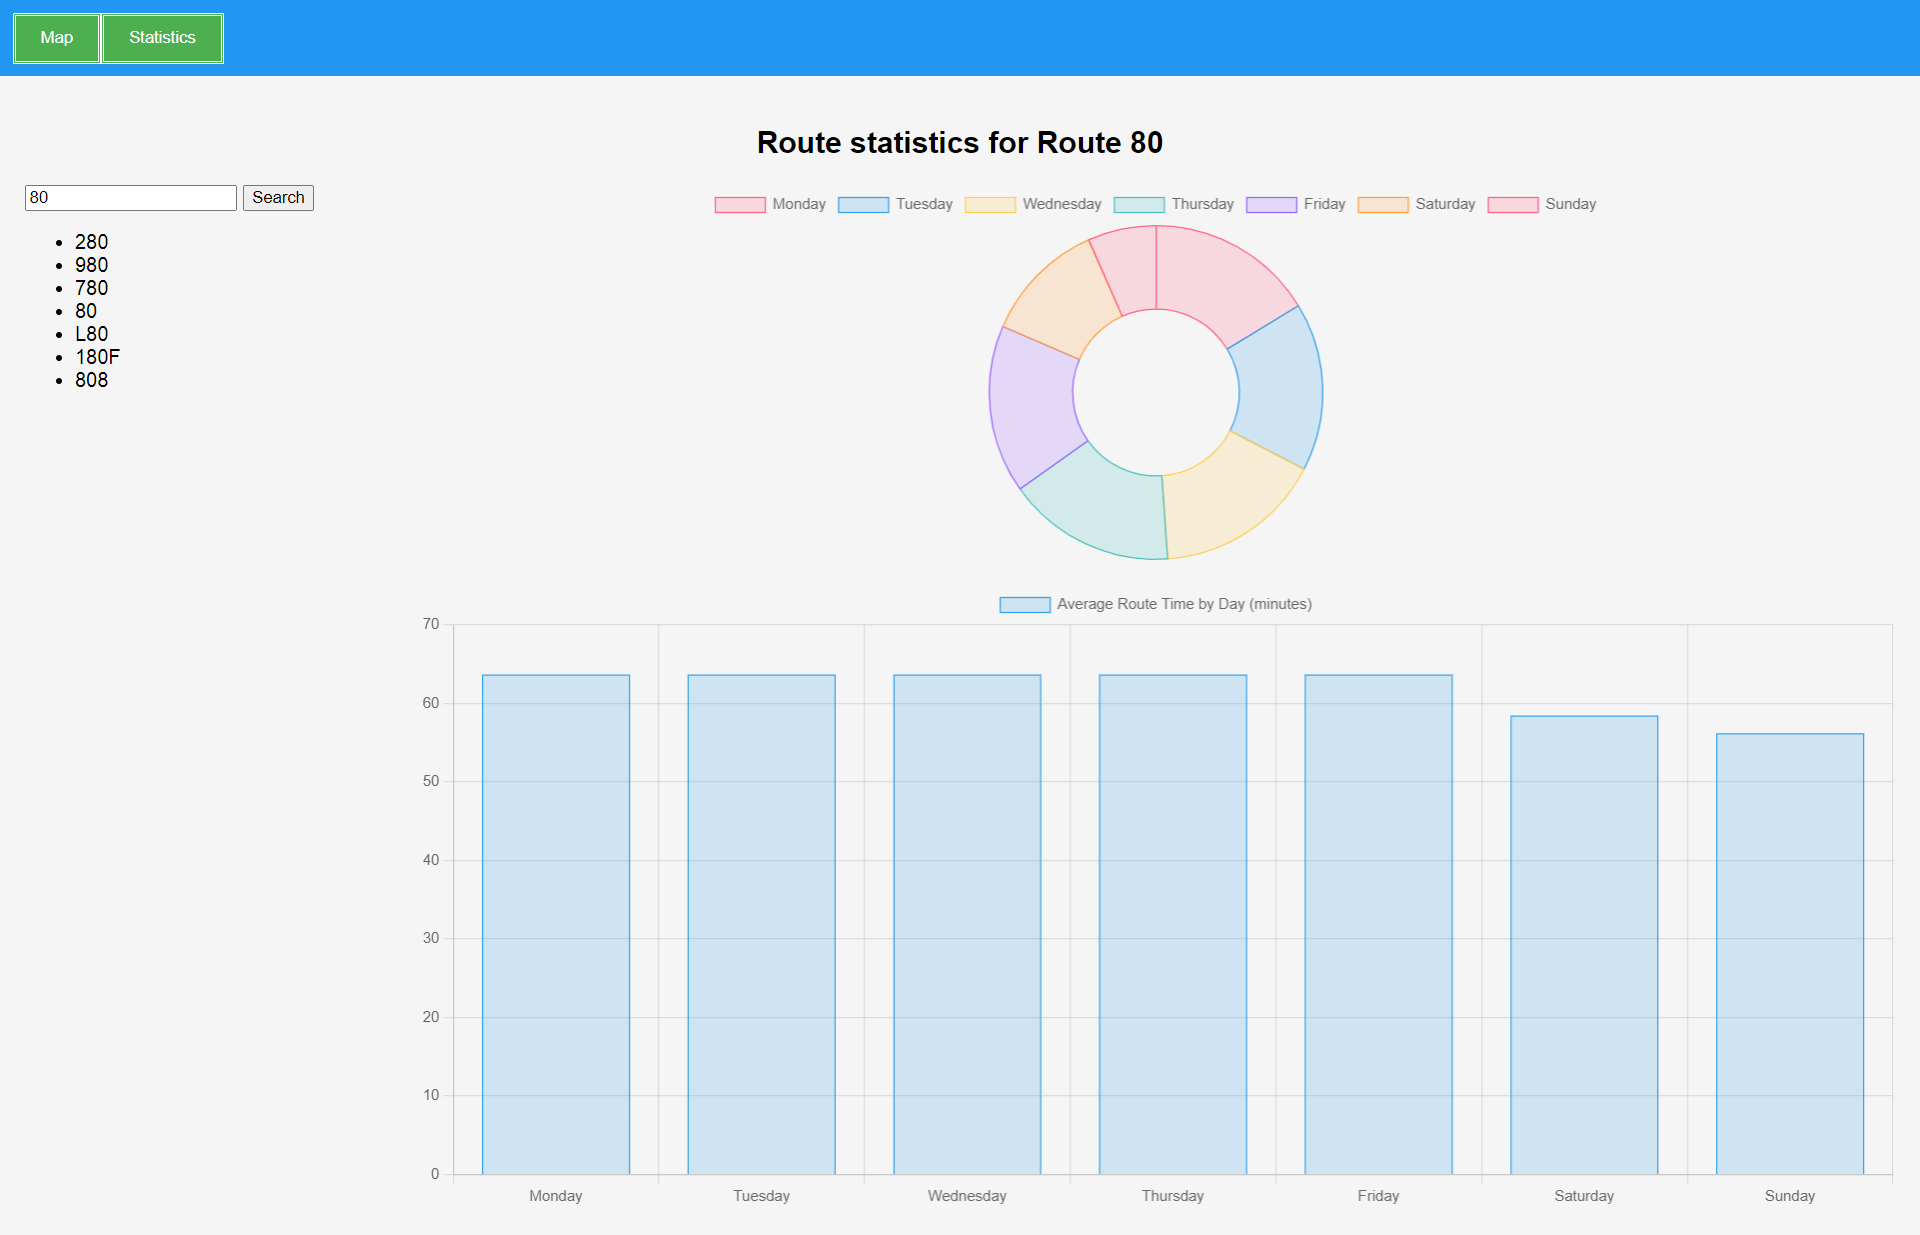 Map Statistics
Route statistics for Route 80
80 Search
280
980
780
80
L80
180F
808
Monday Tuesday Wednesday Thursday Friday Saturday Sunday
Average Route Time by Day (minutes)
70
60
50
40
30
20
10
0
Monday Tuesday Wednesday Thursday Friday Saturday Sunday